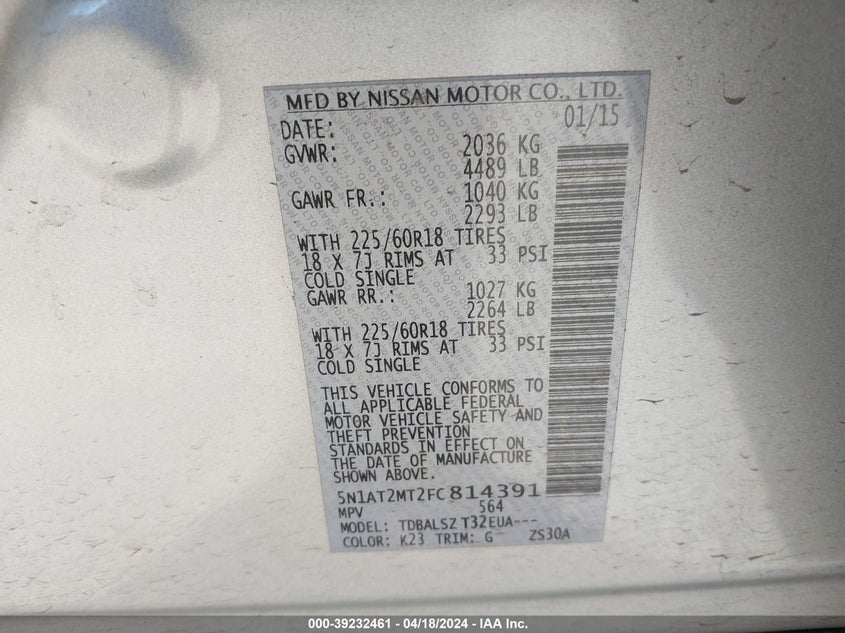 MFD BY NISSAN MOTOR CO., LTD.
DATE: 01/15
GVWR: 2036 KG
4489 LB
GAWR FR.: 1040 KG
2293 LB
WITH 225/60R18 TIRES
18 X 7J RIMS AT 33 PSI
COLD SINGLE
GAWR RR.: 1027 KG
2264 LB
WITH 225/60R18 TIRES
18 X 7J RIMS AT 33 PSI
COLD SINGLE
THIS VEHICLE CONFORMS TO
ALL APPLICABLE FEDERAL
MOTOR VEHICLE SAFETY AND
THEFT PREVENTION
STANDARDS IN EFFECT ON
THE DATE OF MANUFACTURE
SHOWN ABOVE.
5N1AT2MT2FC814391
MPV 564
MODEL: TDBALSZ T32EUA---
COLOR: K23 TRIM: G ZS30A
000-39232461 - 04/18/2024 - IAA Inc.